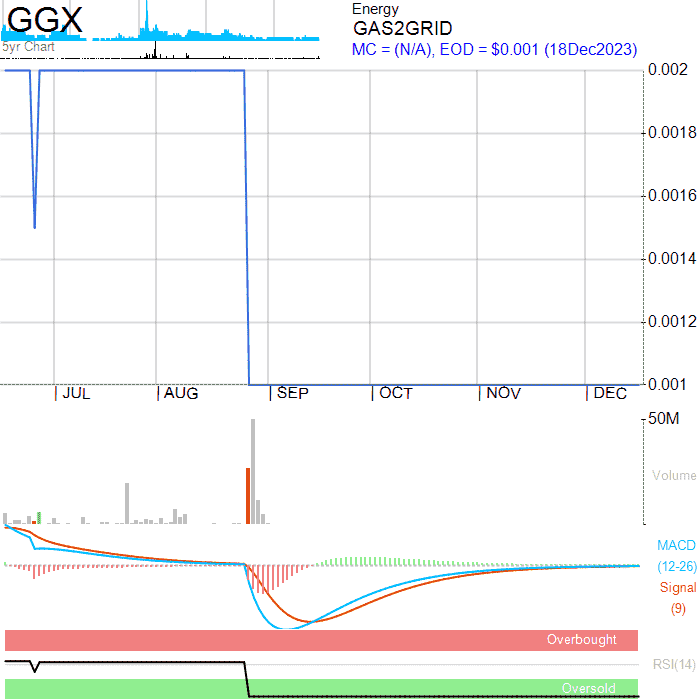 GGX
5yr Chart
Energy
GAS2GRID
MC = (N/A), EOD = $0.001 (18Dec2023)
0.002
0.0018
0.0016
0.0014
0.0012
0.001
JUL AUG SEP OCT NOV DEC
50M
Volume
MACD
(12-26)
Signal
(9)
Overbought
RSI(14)
Oversold